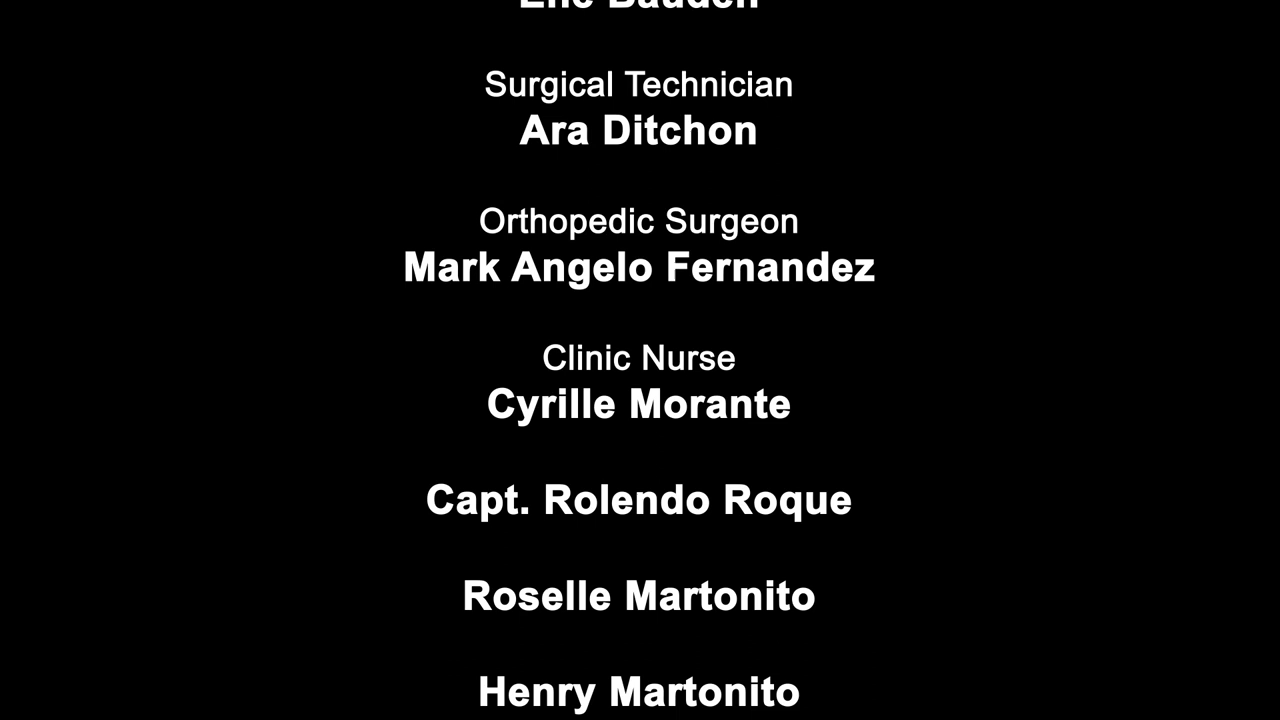 Surgical Technician
Ara Ditchon
Orthopedic Surgeon
Mark Angelo Fernandez
Clinic Nurse
Cyrille Morante
Capt. Rolendo Roque
Roselle Martonito
Henry Martonito